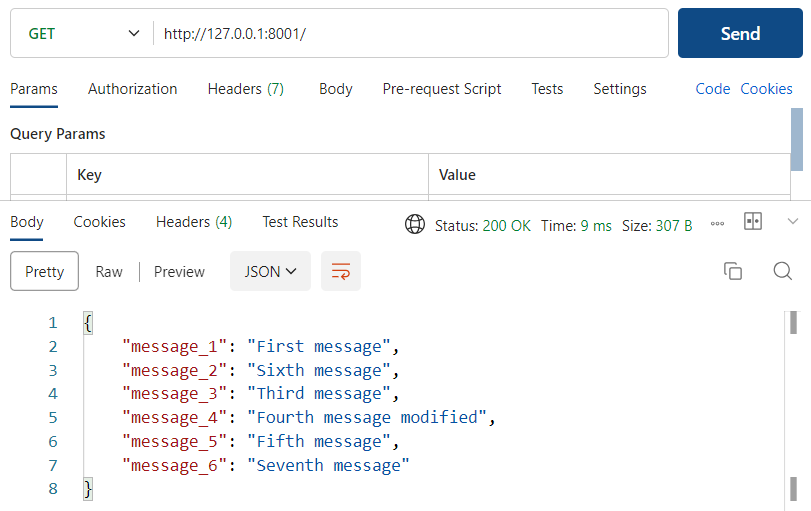 GET http://127.0.0.1:8001/ Send
Params Authorization Headers (7) Body Pre-request Script Tests Settings Code Cookies
Query Params
Key Value
Body Cookies Headers (4) Test Results Status: 200 OK Time: 9 ms Size: 307 B
Pretty Raw Preview JSON
1 {
2 "message_1": "First message",
3 "message_2": "Sixth message",
4 "message_3": "Third message",
5 "message_4": "Fourth message modified",
6 "message_5": "Fifth message",
7 "message_6": "Seventh message"
8 }